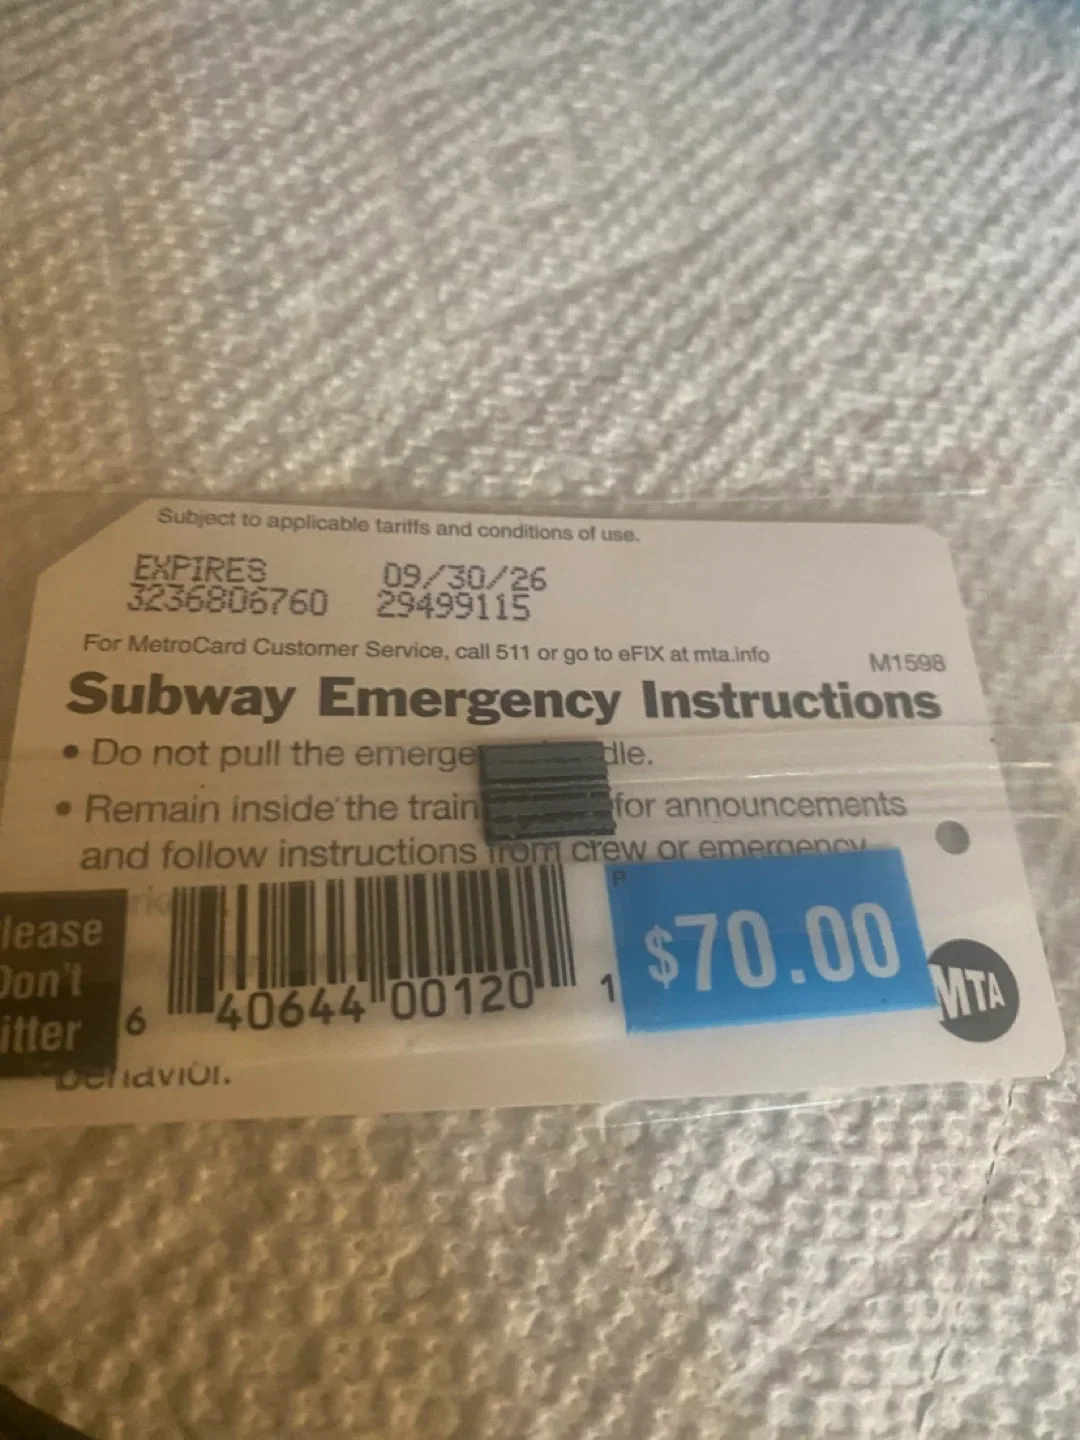 Subject to applicable tariffs and conditions of use.
EXPIRES 09/30/26
3236806760 29499115
For MetroCard Customer Service, call 511 or go to eFIX at mta.info
M1598
Subway Emergency Instructions
• Do not pull the emerge dle.
• Remain inside the train for announcements
and follow instructions from crew or emergency
lease
Don't
itter
6 40644 00120 1
P
$70.00
MTA
behavior.